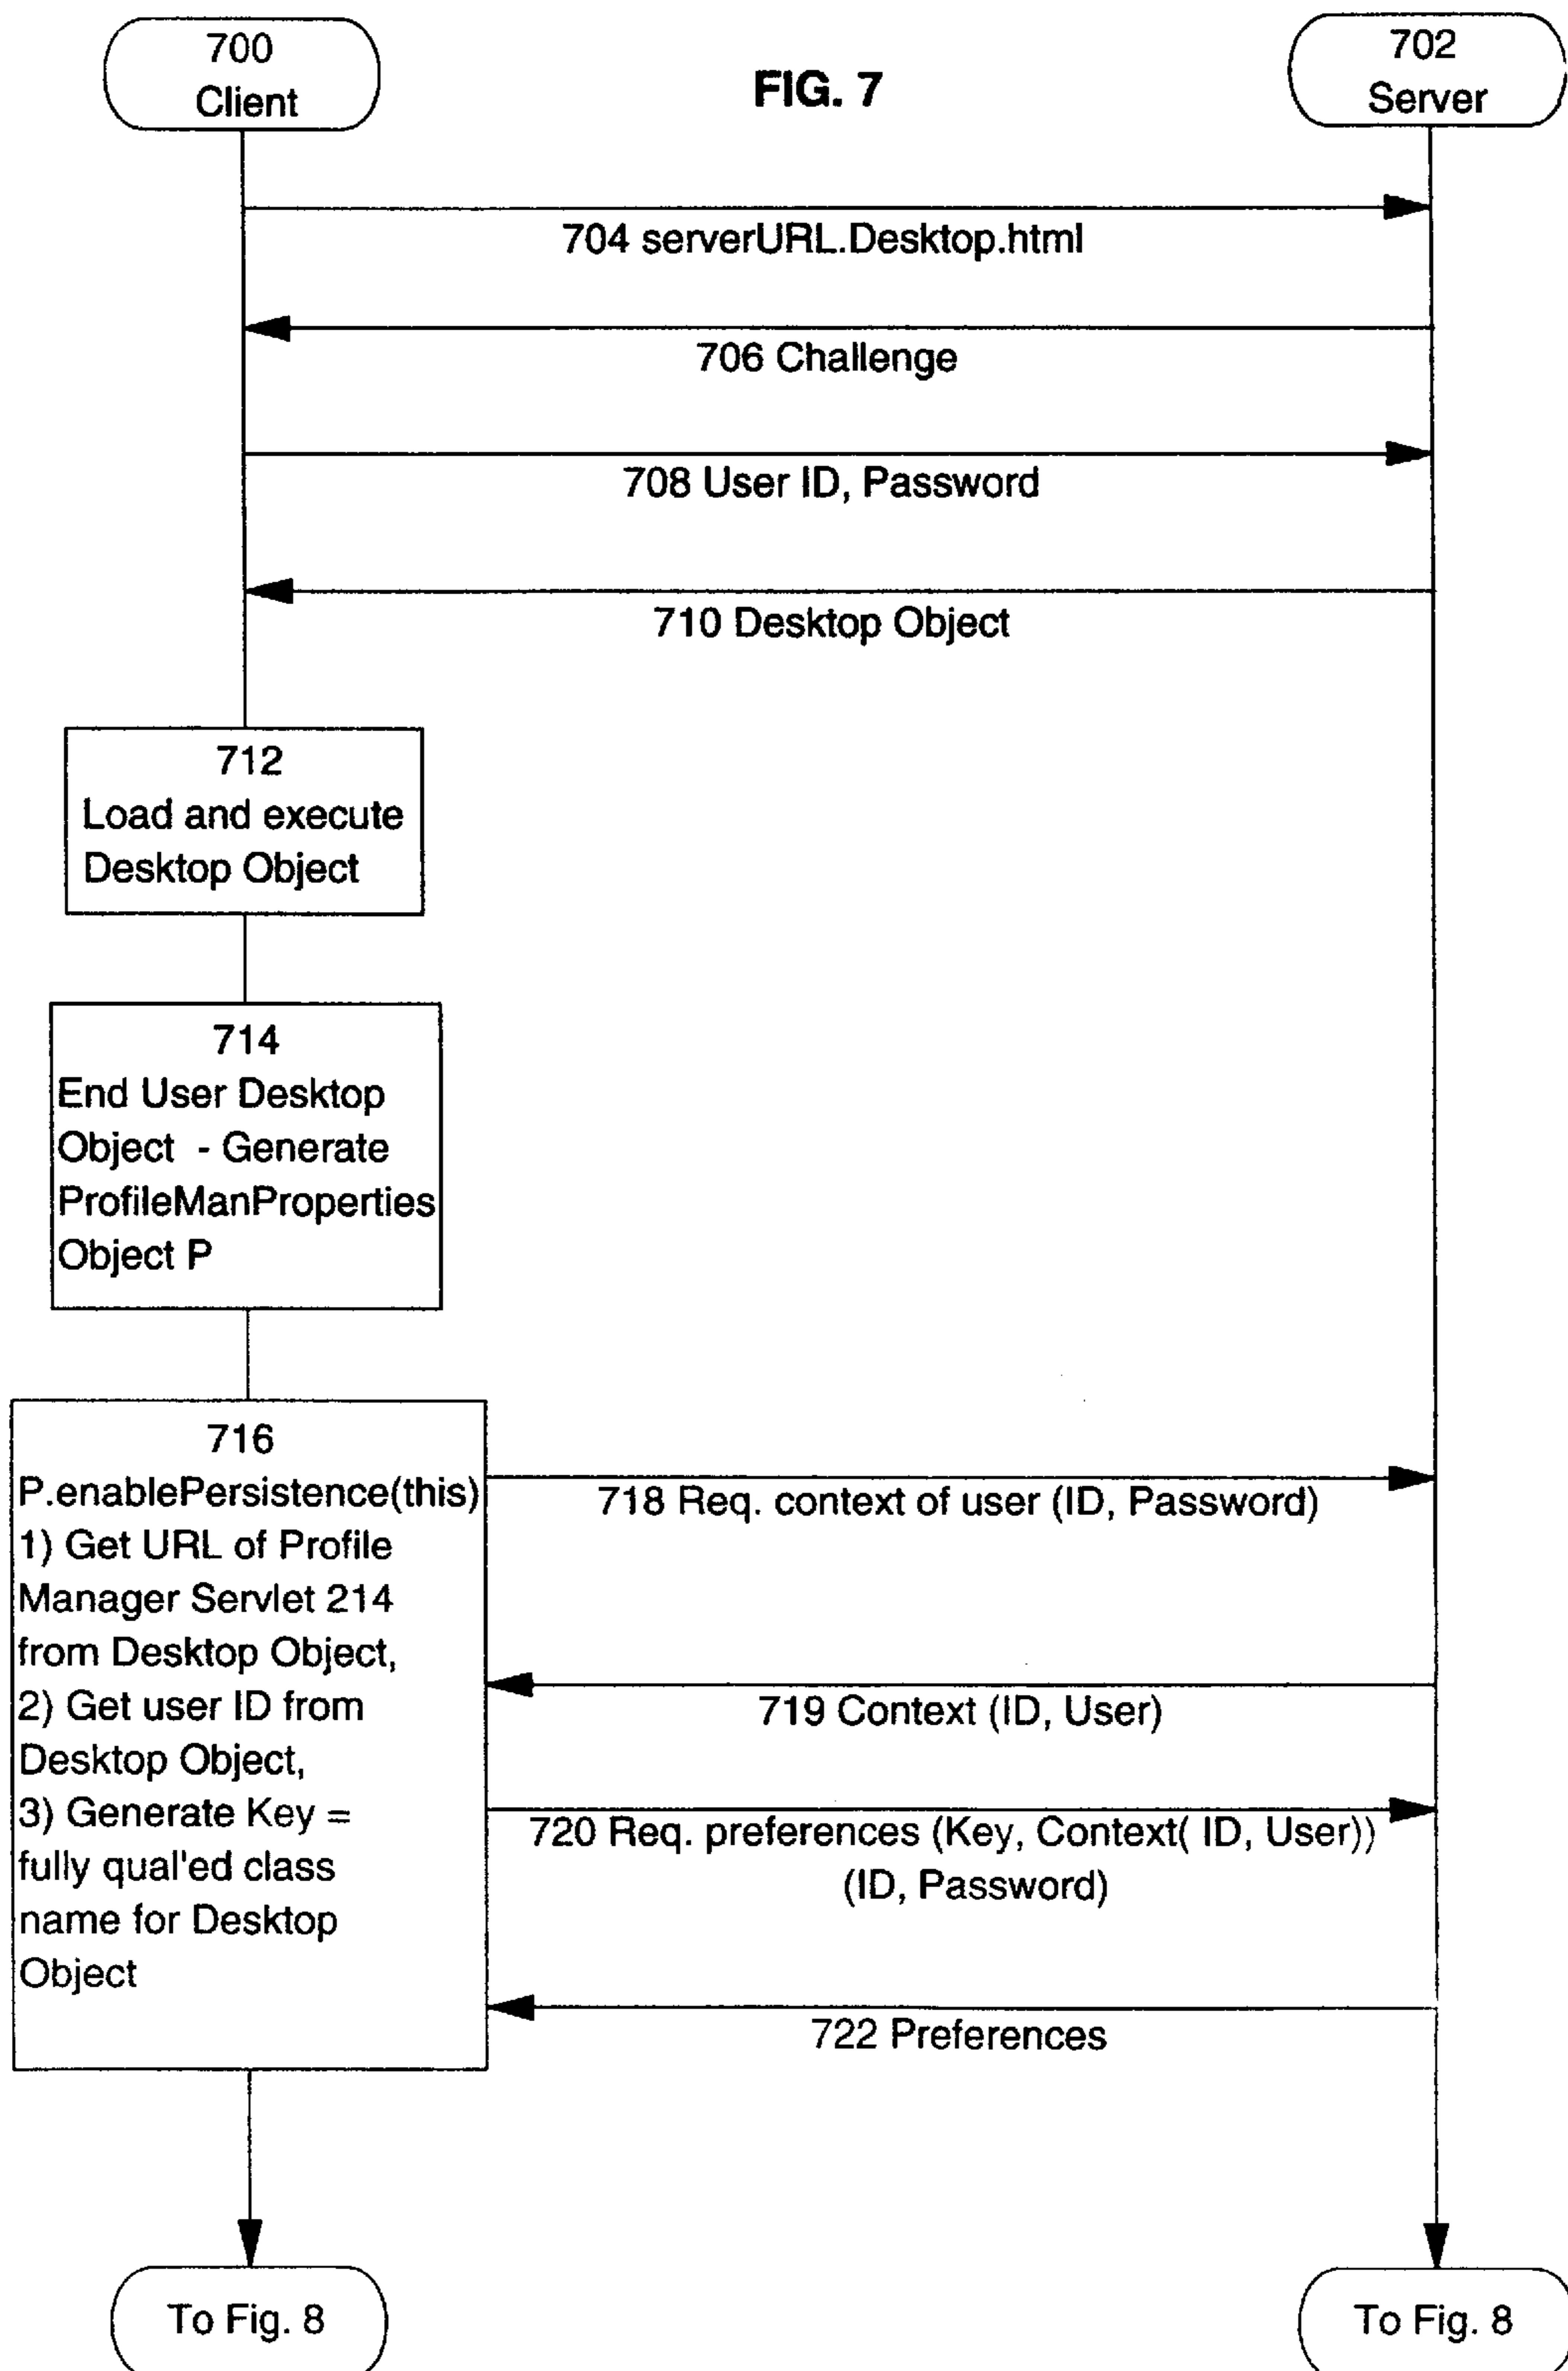 700
Client
FIG. 7
702
Server
704 serverURL.Desktop.html
706 Challenge
708 User ID, Password
710 Desktop Object
712
Load and execute
Desktop Object
714
End User Desktop
Object - Generate
ProfileManProperties
Object P
716
P.enablePersistence(this)
1) Get URL of Profile
Manager Servlet 214
from Desktop Object,
2) Get user ID from
Desktop Object,
3) Generate Key =
fully qual'ed class
name for Desktop
Object
718 Req. context of user (ID, Password)
719 Context (ID, User)
720 Req. preferences (Key, Context( ID, User))
(ID, Password)
722 Preferences
To Fig. 8
To Fig. 8